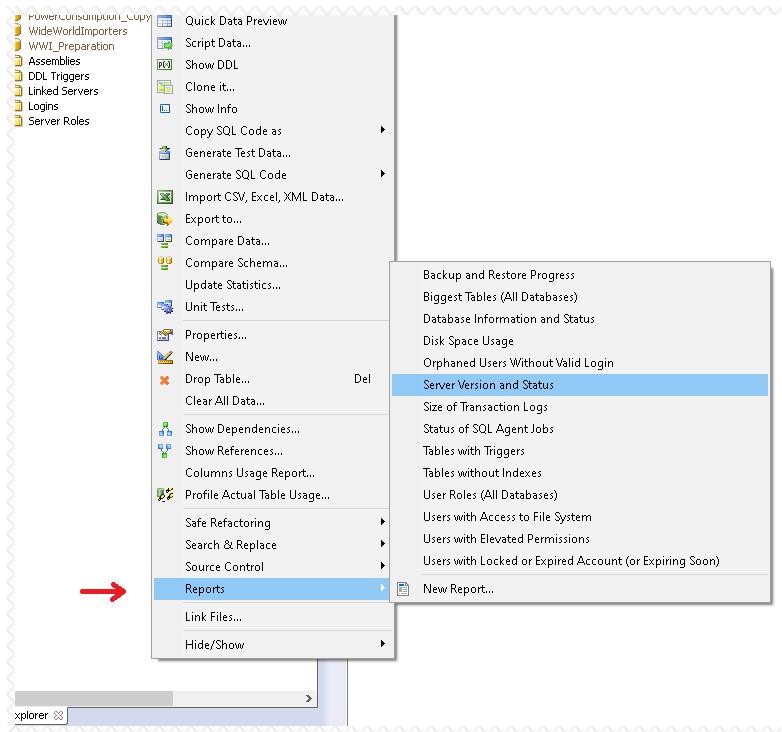 PowerConsumption_Copy
WideWorldImporters
WWI_Preparation
Assemblies
DDL Triggers
Linked Servers
Logins
Server Roles
Quick Data Preview
Script Data...
Show DDL
Clone it...
Show Info
Copy SQL Code as
Generate Test Data...
Generate SQL Code
Import CSV, Excel, XML Data...
Export to...
Compare Data...
Compare Schema...
Update Statistics...
Unit Tests...
Properties...
New...
Drop Table... Del
Clear All Data...
Show Dependencies...
Show References...
Columns Usage Report...
Profile Actual Table Usage...
Safe Refactoring
Search & Replace
Source Control
Reports
Link Files...
Hide/Show
Backup and Restore Progress
Biggest Tables (All Databases)
Database Information and Status
Disk Space Usage
Orphaned Users Without Valid Login
Server Version and Status
Size of Transaction Logs
Status of SQL Agent Jobs
Tables with Triggers
Tables without Indexes
User Roles (All Databases)
Users with Access to File System
Users with Elevated Permissions
Users with Locked or Expired Account (or Expiring Soon)
New Report...
xplorer